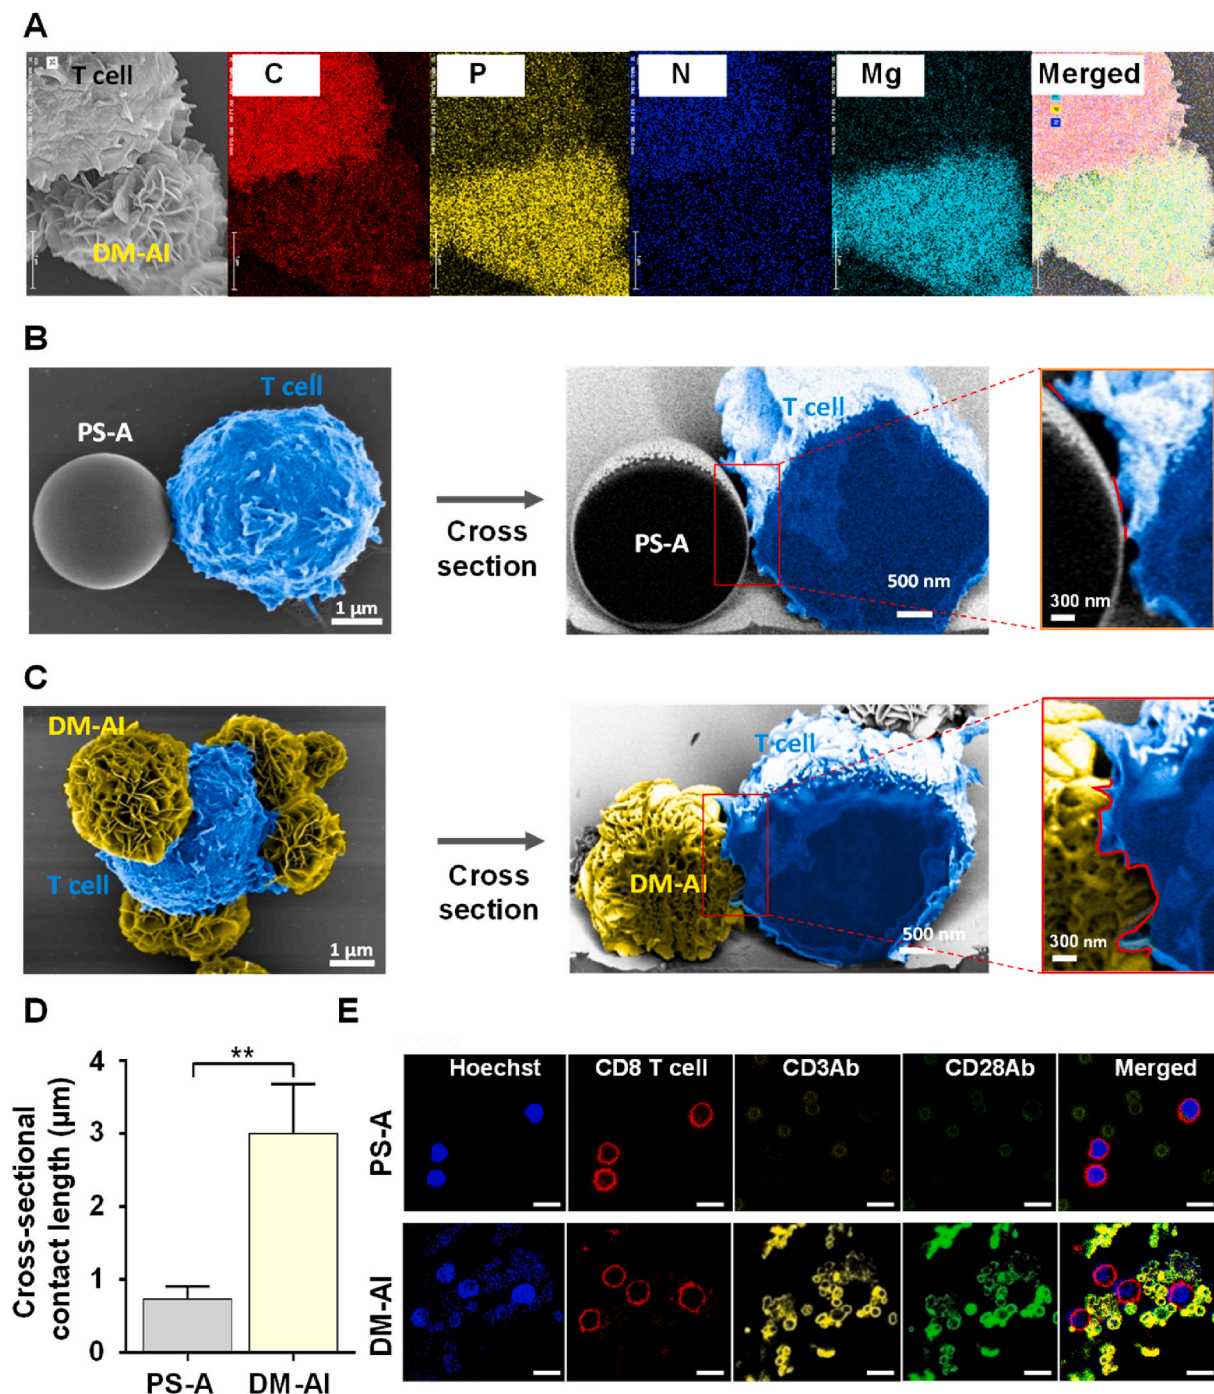 A
T cell
DM-AI
C
P
N
Mg
Merged
B
PS-A
T cell
1 µm
Cross
section
T cell
PS-A
500 nm
300 nm
C
DM-AI
T cell
1 µm
Cross
section
T cell
DM-AI
500 nm
300 nm
D
Cross-sectional
contact length (µm)
4
3
2
1
0
**
PS-A
DM-AI
E
Hoechst
CD8 T cell
CD3Ab
CD28Ab
Merged
PS-A
DM-AI